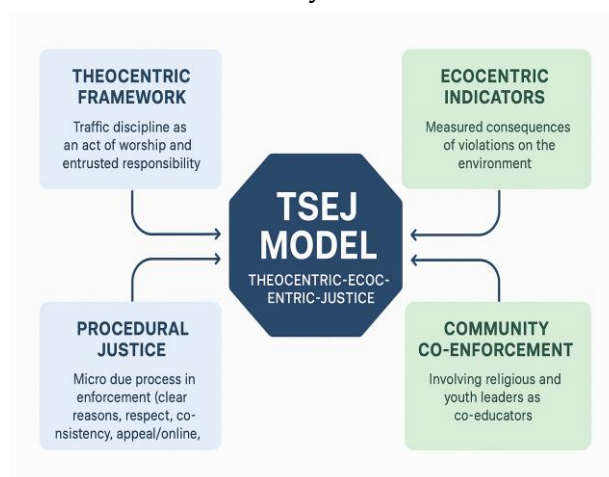 THEOCENTRIC
FRAMEWORK
Traffic discipline as
an act of worship and
entrusted responsibility
ECOCENTRIC
INDICATORS
Measured consequences
of violations on the
environment
TSEJ
MODEL
THEOCENTRIC-ECOC-
ENTRIC-JUSTICE
PROCEDURAL
JUSTICE
Micro due process in
enforcement (clear
reasons, respect, co-
nsistency, appeal/online,
COMMUNITY
CO-ENFORCEMENT
Involving religious and
youth leaders as
co-educators